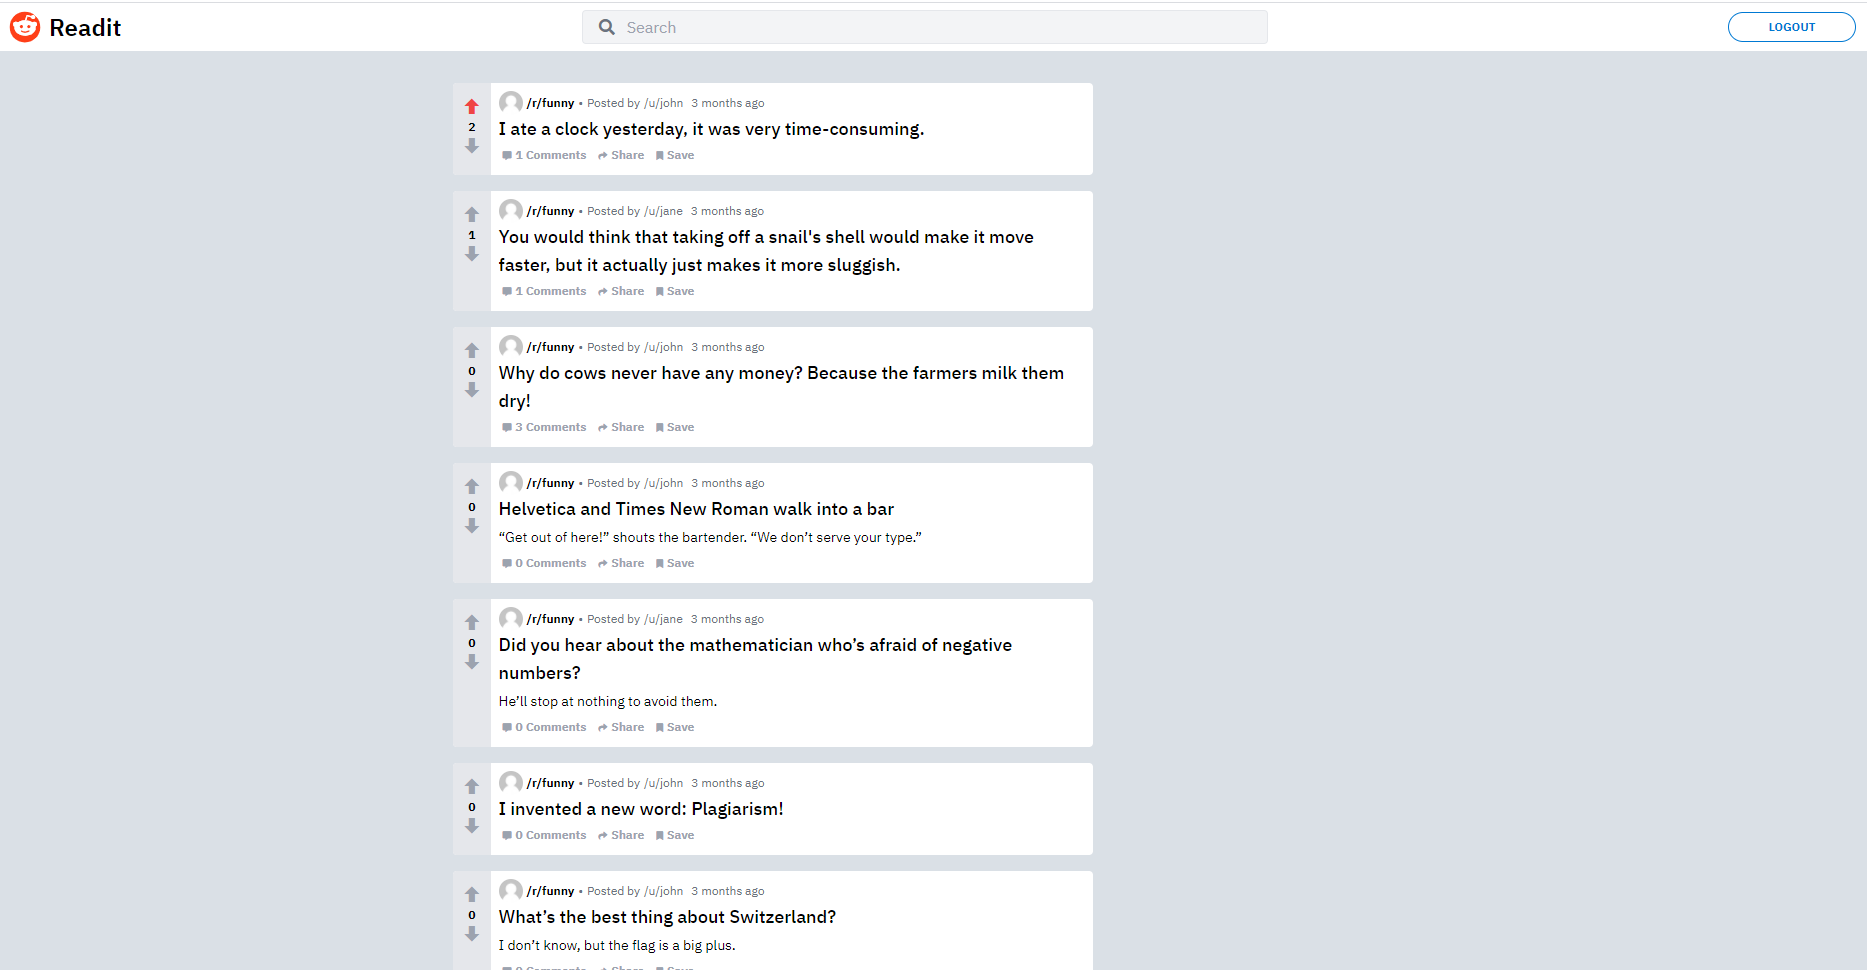 Readit
Search
LOGOUT
/r/funny • Posted by /u/john 3 months ago
2
I ate a clock yesterday, it was very time-consuming.
1 Comments Share Save
/r/funny • Posted by /u/jane 3 months ago
1
You would think that taking off a snail's shell would make it move
faster, but it actually just makes it more sluggish.
1 Comments Share Save
/r/funny • Posted by /u/john 3 months ago
0
Why do cows never have any money? Because the farmers milk them
dry!
3 Comments Share Save
/r/funny • Posted by /u/john 3 months ago
0
Helvetica and Times New Roman walk into a bar
“Get out of here!” shouts the bartender. “We don’t serve your type.”
0 Comments Share Save
/r/funny • Posted by /u/jane 3 months ago
0
Did you hear about the mathematician who’s afraid of negative
numbers?
He’ll stop at nothing to avoid them.
0 Comments Share Save
/r/funny • Posted by /u/john 3 months ago
0
I invented a new word: Plagiarism!
0 Comments Share Save
/r/funny • Posted by /u/john 3 months ago
0
What’s the best thing about Switzerland?
I don’t know, but the flag is a big plus.